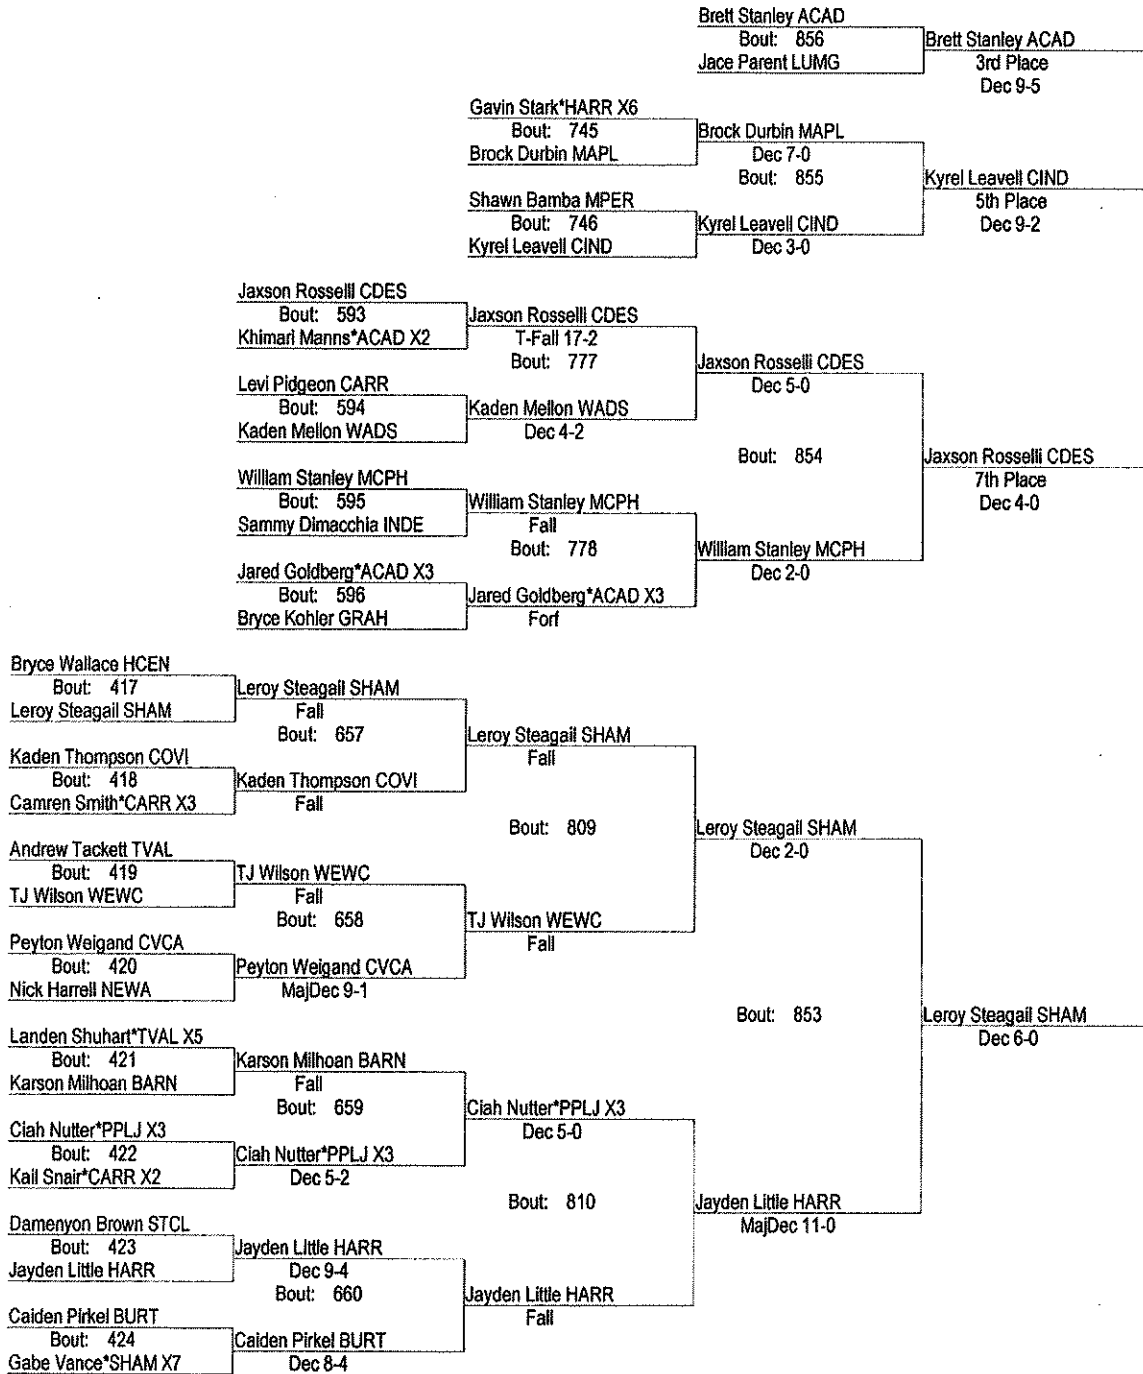 Brett Stanley ACAD
Bout: 856
Jace Parent LUMG
Brett Stanley ACAD
3rd Place
Dec 9-5
Gavin Stark*HARR X6
Bout: 745
Brock Durbin MAPL
Brock Durbin MAPL
Dec 7-0
Bout: 855
Shawn Bamba MPER
Bout: 746
Kyrel Leavell CIND
Kyrel Leavell CIND
Dec 3-0
Kyrel Leavell CIND
5th Place
Dec 9-2
Jaxson Rosselli CDES
Bout: 593
Khimari Manns*ACAD X2
Jaxson Rosselli CDES
T-Fall 17-2
Bout: 777
Levi Pidgeon CARR
Bout: 594
Kaden Mellon WADS
Kaden Mellon WADS
Dec 4-2
Jaxson Rosselli CDES
Dec 5-0
Bout: 854
William Stanley MCPH
Bout: 595
Sammy Dimacchia INDE
William Stanley MCPH
Fall
Bout: 778
Jared Goldberg*ACAD X3
Bout: 596
Bryce Kohler GRAH
Jared Goldberg*ACAD X3
Forf
William Stanley MCPH
Dec 2-0
Jaxson Rosselli CDES
7th Place
Dec 4-0
Bryce Wallace HCEN
Bout: 417
Leroy Steagall SHAM
Leroy Steagall SHAM
Fall
Bout: 657
Kaden Thompson COVI
Bout: 418
Camren Smith*CARR X3
Kaden Thompson COVI
Fall
Leroy Steagall SHAM
Fall
Bout: 809
Andrew Tackett TVAL
Bout: 419
TJ Wilson WEWC
TJ Wilson WEWC
Fall
Bout: 658
Peyton Weigand CVCA
Bout: 420
Nick Harrell NEWA
Peyton Weigand CVCA
MajDec 9-1
TJ Wilson WEWC
Fall
Leroy Steagall SHAM
Dec 2-0
Bout: 853
Landen Shuhart*TVAL X5
Bout: 421
Karson Milhoan BARN
Karson Milhoan BARN
Fall
Bout: 659
Ciah Nutter*PPLJ X3
Bout: 422
Kail Snair*CARR X2
Ciah Nutter*PPLJ X3
Dec 5-2
Ciah Nutter*PPLJ X3
Dec 5-0
Bout: 810
Damenyon Brown STCL
Bout: 423
Jayden Little HARR
Jayden Little HARR
Dec 9-4
Bout: 660
Caiden Pirkel BURT
Bout: 424
Gabe Vance*SHAM X7
Caiden Pirkel BURT
Dec 8-4
Jayden Little HARR
Fall
Jayden Little HARR
MajDec 11-0
Leroy Steagall SHAM
Dec 6-0